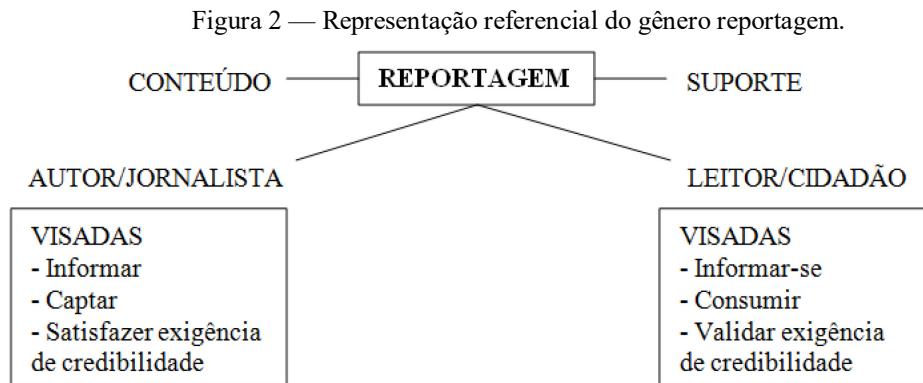 Figura 2 — Representação referencial do gênero reportagem.
CONTEÚDO
REPORTAGEM
SUPORTE
AUTOR/JORNALISTA
VISADAS
- Informar
- Captar
- Satisfazer exigência
de credibilidade
LEITOR/CIDADÃO
VISADAS
- Informar-se
- Consumir
- Validar exigência
de credibilidade